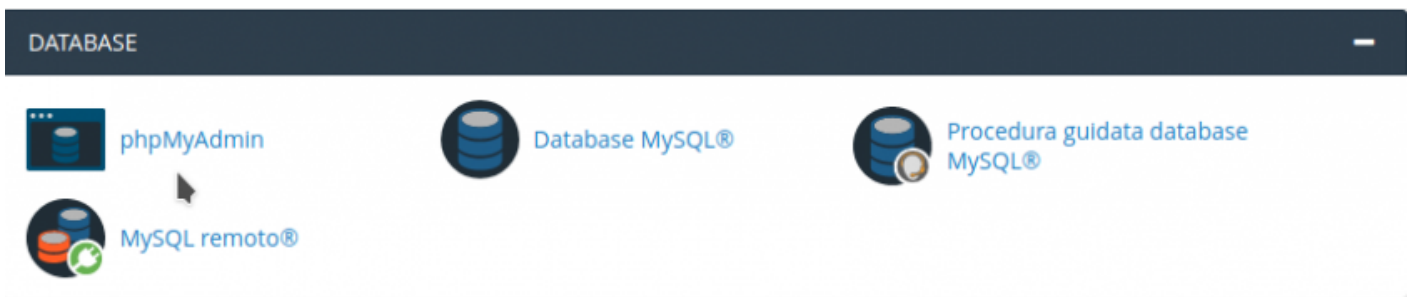 DATABASE
phpMyAdmin
Database MySQL®
Procedura guidata database
MySQL®
MySQL remoto®